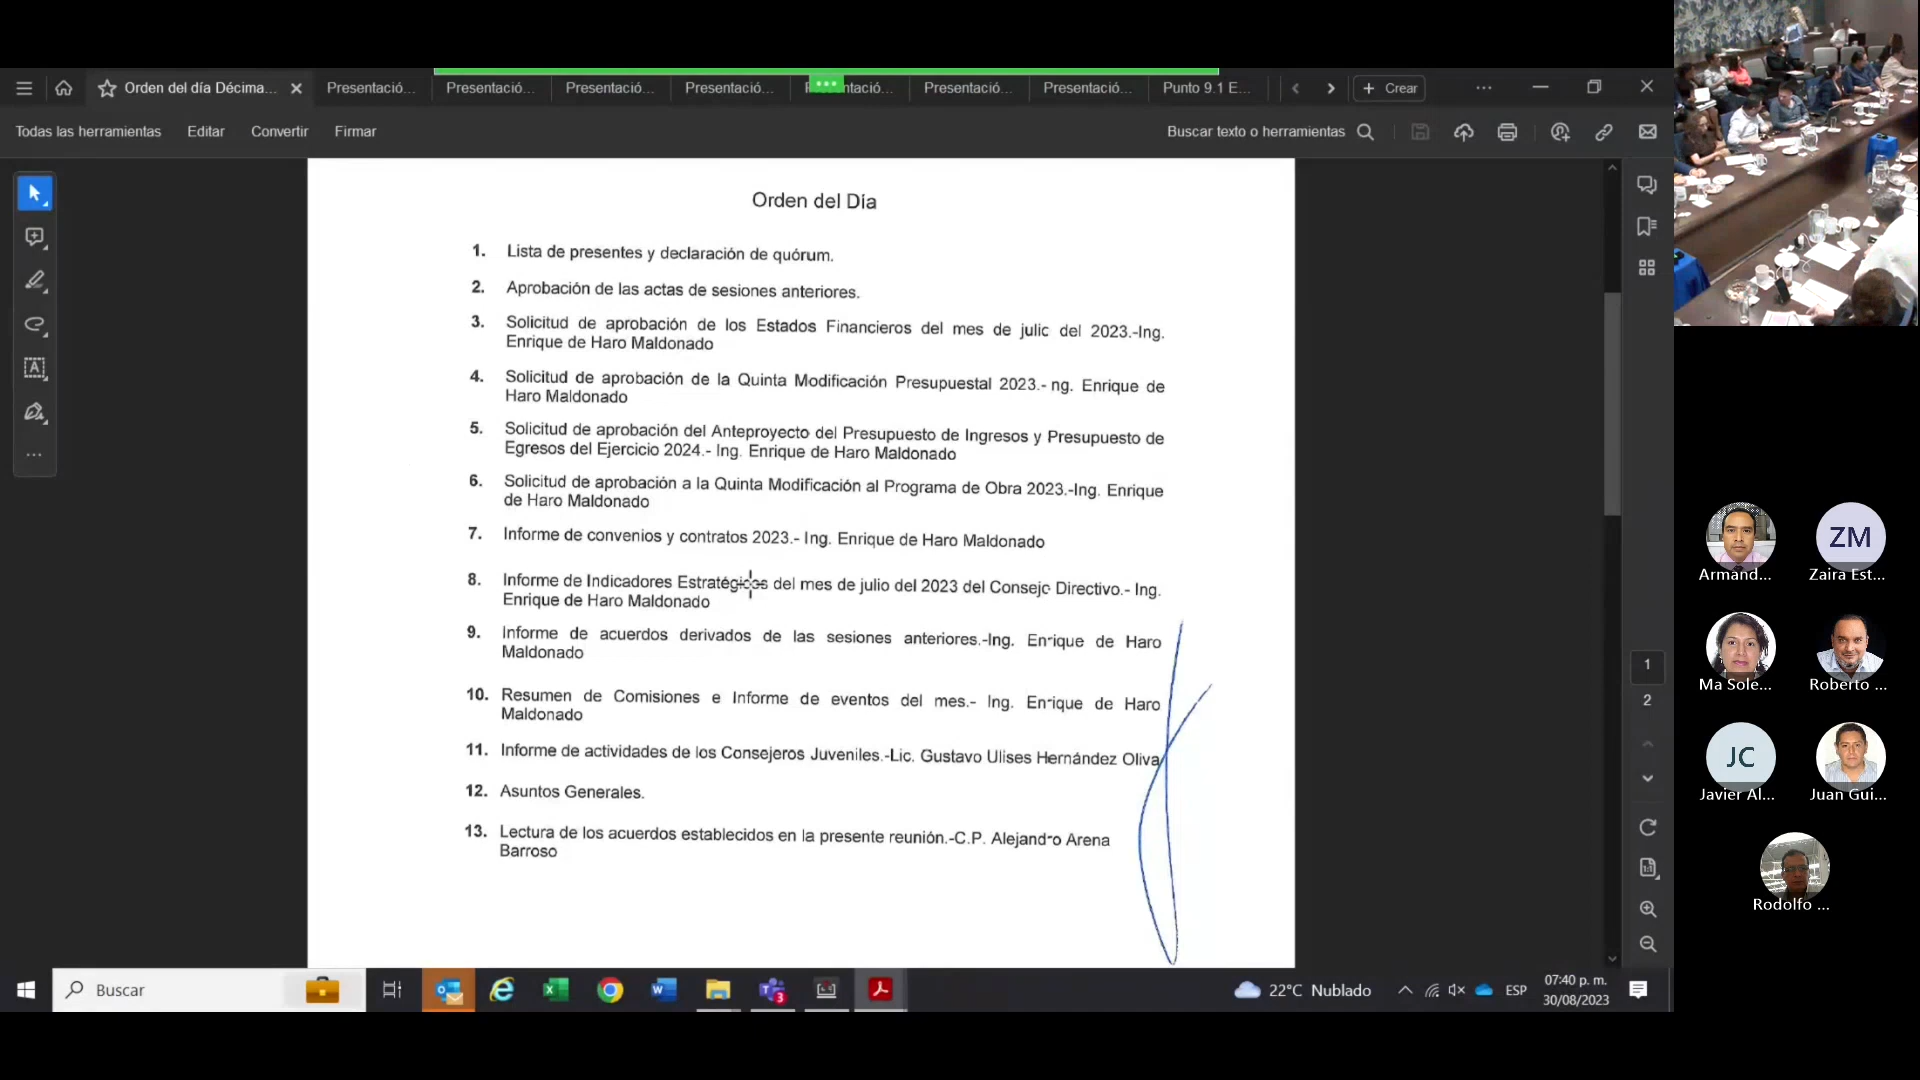 Orden del día Décima...
Presentació...
Presentació...
Presentació...
Presentació...
Presentació...
Presentació...
Punto 9.1 E...
Crear
Todas las herramientas
Editar
Convertir
Firmar
Buscar texto o herramientas
Orden del Día
1. Lista de presentes y declaración de quórum.
2. Aprobación de las actas de sesiones anteriores.
3. Solicitud de aprobación de los Estados Financieros del mes de julic del 2023.-Ing.
Enrique de Haro Maldonado
4. Solicitud de aprobación de la Quinta Modificación Presupuestal 2023.- ng. Enrique de
Haro Maldonado
5. Solicitud de aprobación del Anteproyecto del Presupuesto de Ingresos y Presupuesto de
Egresos del Ejercicio 2024.- Ing. Enrique de Haro Maldonado
6. Solicitud de aprobación a la Quinta Modificación al Programa de Obra 2023.-Ing. Enrique
de Haro Maldonado
7. Informe de convenios y contratos 2023.- Ing. Enrique de Haro Maldonado
8. Informe de Indicadores Estratégicos del mes de julio del 2023 del Consejo Directivo.- Ing.
Enrique de Haro Maldonado
9. Informe de acuerdos derivados de las sesiones anteriores.-Ing. Enrique de Haro
Maldonado
10. Resumen de Comisiones e Informe de eventos del mes.- Ing. Enrique de Haro
Maldonado
11. Informe de actividades de los Consejeros Juveniles.-Lic. Gustavo Ulises Hernández Oliva
12. Asuntos Generales.
13. Lectura de los acuerdos establecidos en la presente reunión.-C.P. Alejandro Arena
Barroso
1
2
Armand...
ZM
Zaira Est...
Ma Sole...
Roberto ...
JC
Javier Al...
Juan Gui...
Rodolfo ...
Buscar
3
22°C Nublado
ESP
07:40 p. m.
30/08/2023